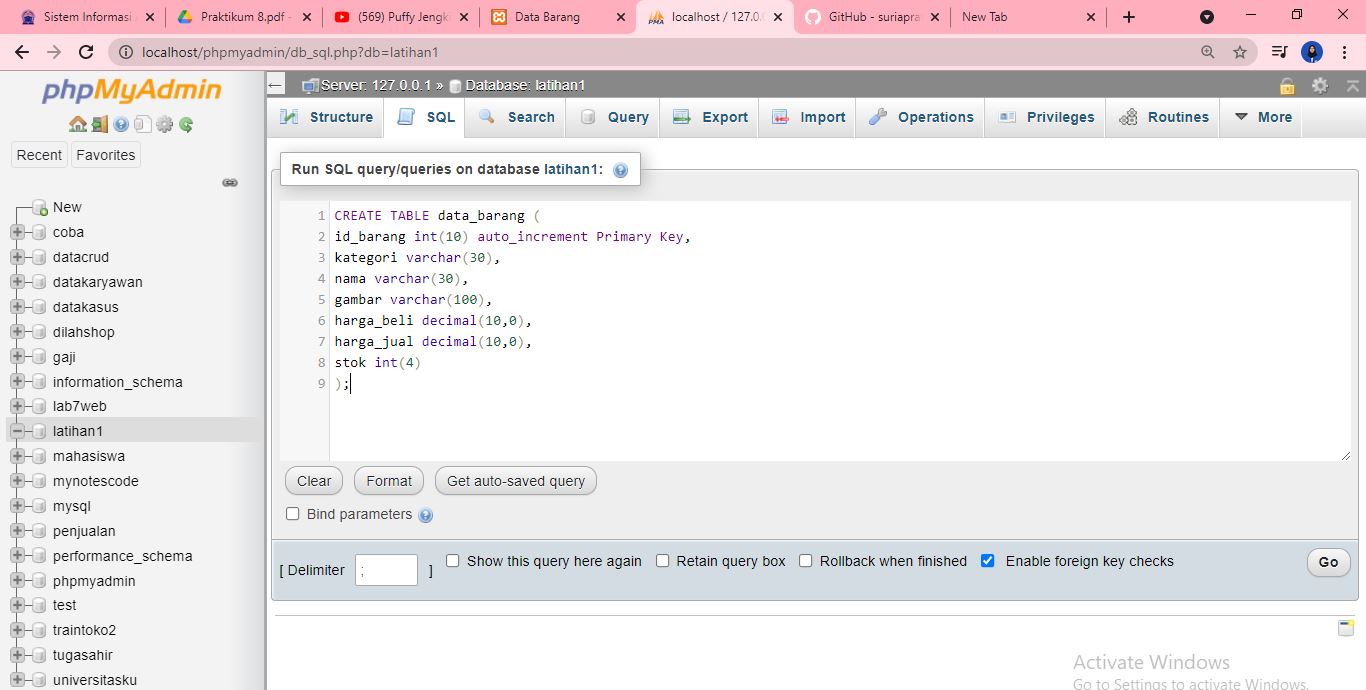 Sistem Informasi
Praktikum 8.pdf -
(569) Puffy Jengk
Data Barang
localhost / 127.0.
GitHub - suriapra
New Tab
localhost/phpmyadmin/db_sql.php?db=latihan1
phpMyAdmin
Recent Favorites
New
coba
datacrud
datakaryawan
datakasus
dilahshop
gaji
information_schema
lab7web
latihan1
mahasiswa
mynotescode
mysql
penjualan
performance_schema
phpmyadmin
test
traintoko2
tugasahir
universitasku
Server: 127.0.0.1 » Database: latihan1
Structure SQL Search Query Export Import Operations Privileges Routines More
Run SQL query/queries on database latihan1:
1 CREATE TABLE data_barang (
2 id_barang int(10) auto_increment Primary Key,
3 kategori varchar(30),
4 nama varchar(30),
5 gambar varchar(100),
6 harga_beli decimal(10,0),
7 harga_jual decimal(10,0),
8 stok int(4)
9 );
Clear Format Get auto-saved query
Bind parameters
[ Delimiter ; ] Show this query here again Retain query box Rollback when finished Enable foreign key checks Go
Activate Windows
Go to Settings to activate Windows.